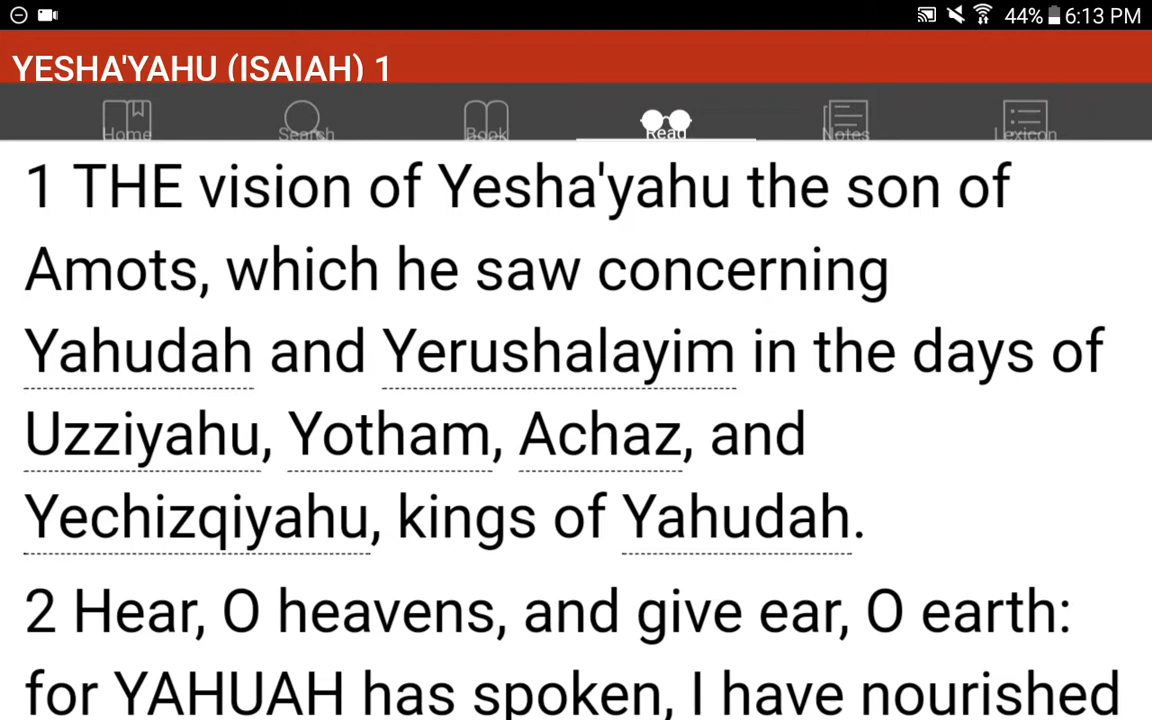 44% 6:13 PM
YESHA'YAHU (ISAIAH) 1
Home Search Book Read Notes Lexicon
1 THE vision of Yesha'yahu the son of
Amots, which he saw concerning
Yahudah and Yerushalayim in the days of
Uzziyahu, Yotham, Achaz, and
Yechizqiyahu, kings of Yahudah.
2 Hear, O heavens, and give ear, O earth:
for YAHUAH has spoken, I have nourished